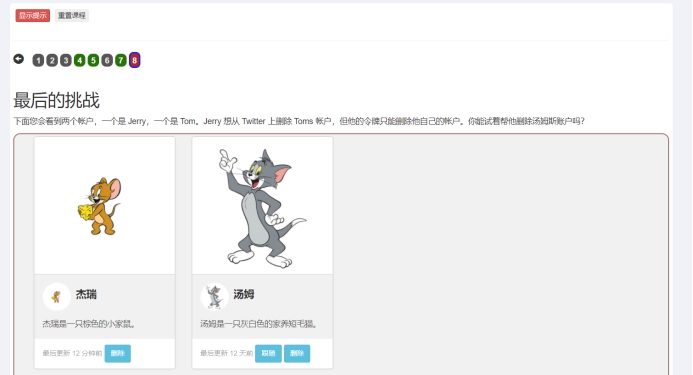 显示提示 重置课程
1 2 3 4 5 6 7 8
最后的挑战
下面您会看到两个帐户，一个是 Jerry，一个是 Tom。Jerry 想从 Twitter 上删除 Toms 帐户，但他的令牌只能删除他自己的帐户。你能试着帮他删除汤姆斯账户吗?
杰瑞
杰瑞是一只棕色的小家鼠。
最后更新 12 分钟前 删除
汤姆
汤姆是一只灰白色的家养短毛猫。
最后更新 12 天前 跟随 删除